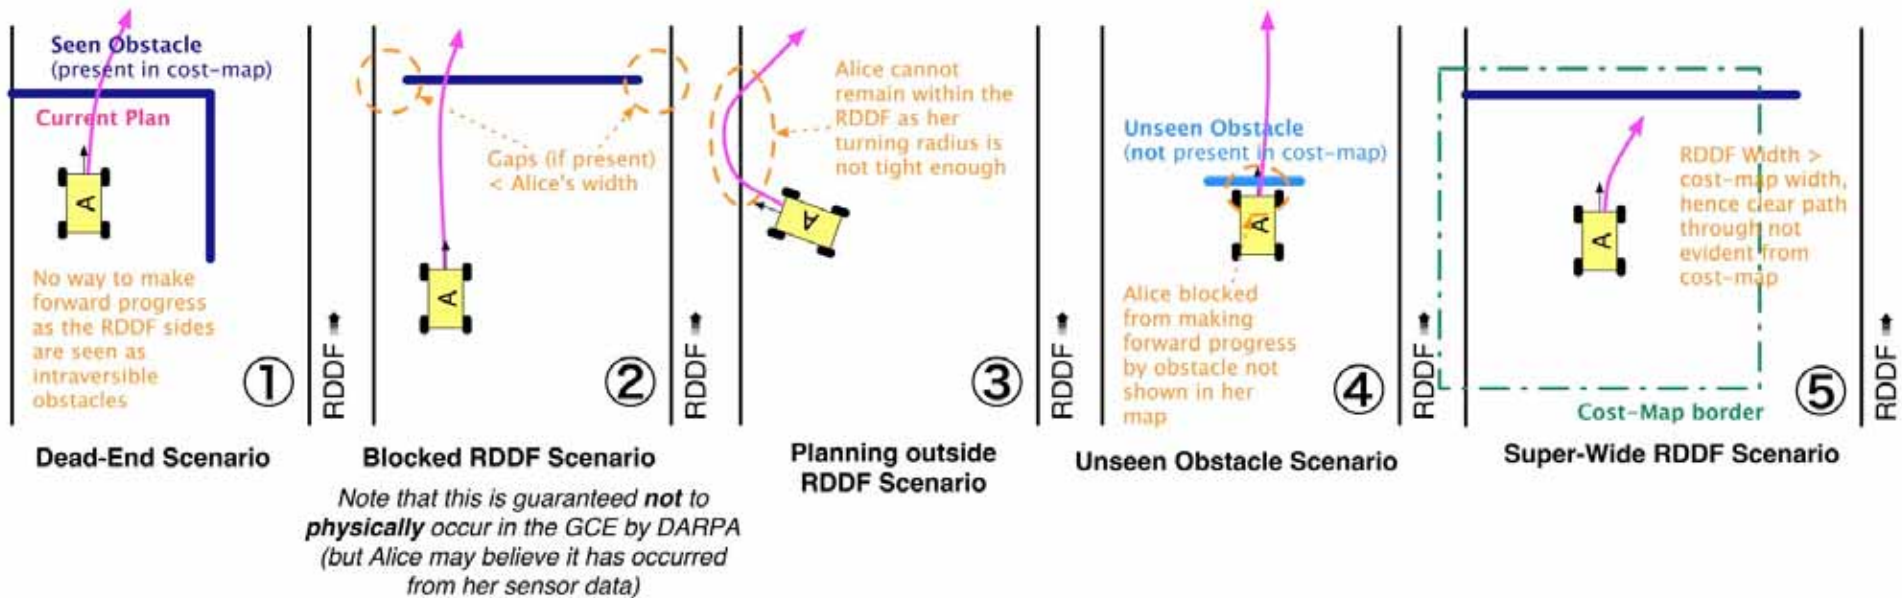 Seen Obstacle
(present in cost-map)
Current Plan
A
No way to make
forward progress
as the RDDF sides
are seen as
intraversible
obstacles
1
RDDF
Dead-End Scenario
Gaps (if present)
< Alice's width
A
2
RDDF
Blocked RDDF Scenario
Note that this is guaranteed not to
physically occur in the GCE by DARPA
(but Alice may believe it has occurred
from her sensor data)
Alice cannot
remain within the
RDDF as her
turning radius is
not tight enough
A
3
RDDF
Planning outside
RDDF Scenario
Unseen Obstacle
(not present in cost-map)
A
Alice blocked
from making
forward progress
by obstacle not
shown in her
map
4
RDDF
Unseen Obstacle Scenario
RDDF Width >
cost-map width,
hence clear path
through not
evident from
cost-map
A
Cost-Map border
5
RDDF
Super-Wide RDDF Scenario